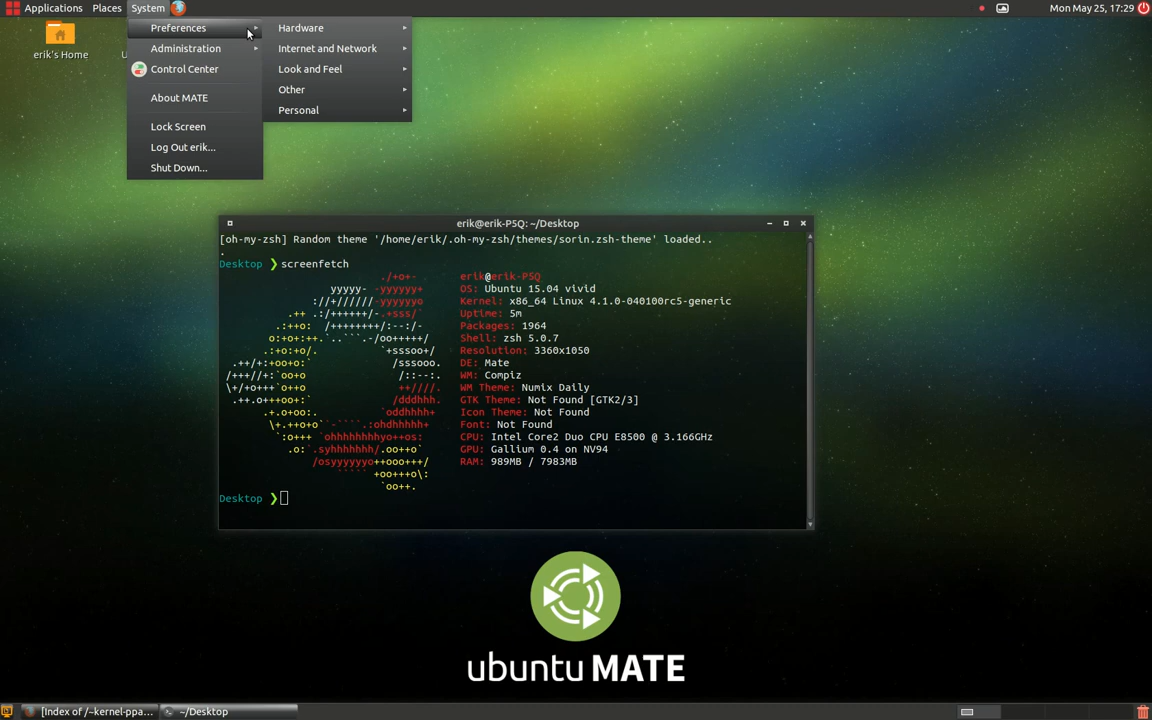 Applications Places System
Mon May 25, 17:29
erik's Home
Preferences
Administration
Control Center
About MATE
Lock Screen
Log Out erik...
Shut Down...
Hardware
Internet and Network
Look and Feel
Other
Personal
erik@erik-P5Q: ~/Desktop
[oh-my-zsh] Random theme '/home/erik/.oh-my-zsh/themes/sorin.zsh-theme' loaded..
.
Desktop ❯ screenfetch
erik@erik-P5Q
OS: Ubuntu 15.04 vivid
Kernel: x86_64 Linux 4.1.0-040100rc5-generic
Uptime: 5m
Packages: 1964
Shell: zsh 5.0.7
Resolution: 3360x1050
DE: Mate
WM: Compiz
WM Theme: Numix Daily
GTK Theme: Not Found [GTK2/3]
Icon Theme: Not Found
Font: Not Found
CPU: Intel Core2 Duo CPU E8500 @ 3.166GHz
GPU: Gallium 0.4 on NV94
RAM: 989MB / 7983MB
Desktop ❯
ubuntu MATE
[Index of /~kernel-ppa... ~/Desktop